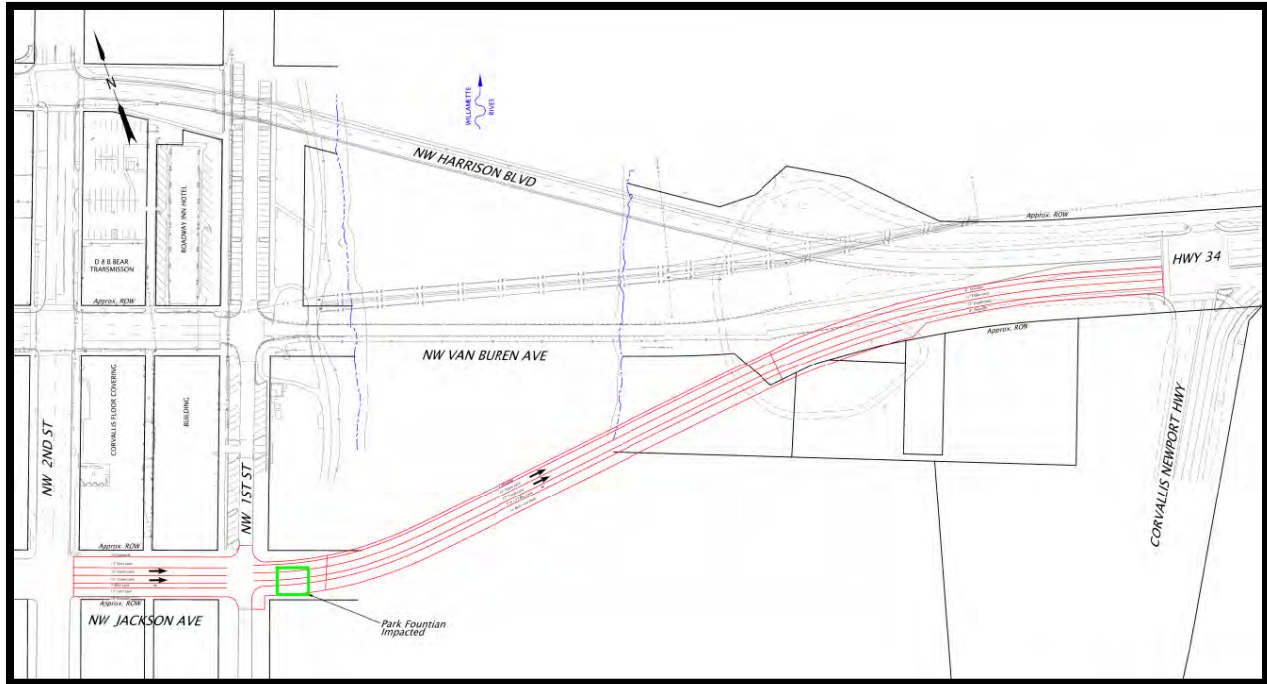 N
WILLAMETTE
RIVER
NW HARRISON BLVD
ROADWAY INN HOTEL
D & B BEAR
TRANSMISSON
Approx. ROW
Approx. ROW
HWY 34
NW VAN BUREN AVE
Approx. ROW
CORVALLIS FLOOR COVERING
BUILDING
NW 2ND ST
NW 1ST ST
CORVALLIS NEWPORT HWY
Approx. ROW
Approx. ROW
NW JACKSON AVE
Park Fountian
Impacted